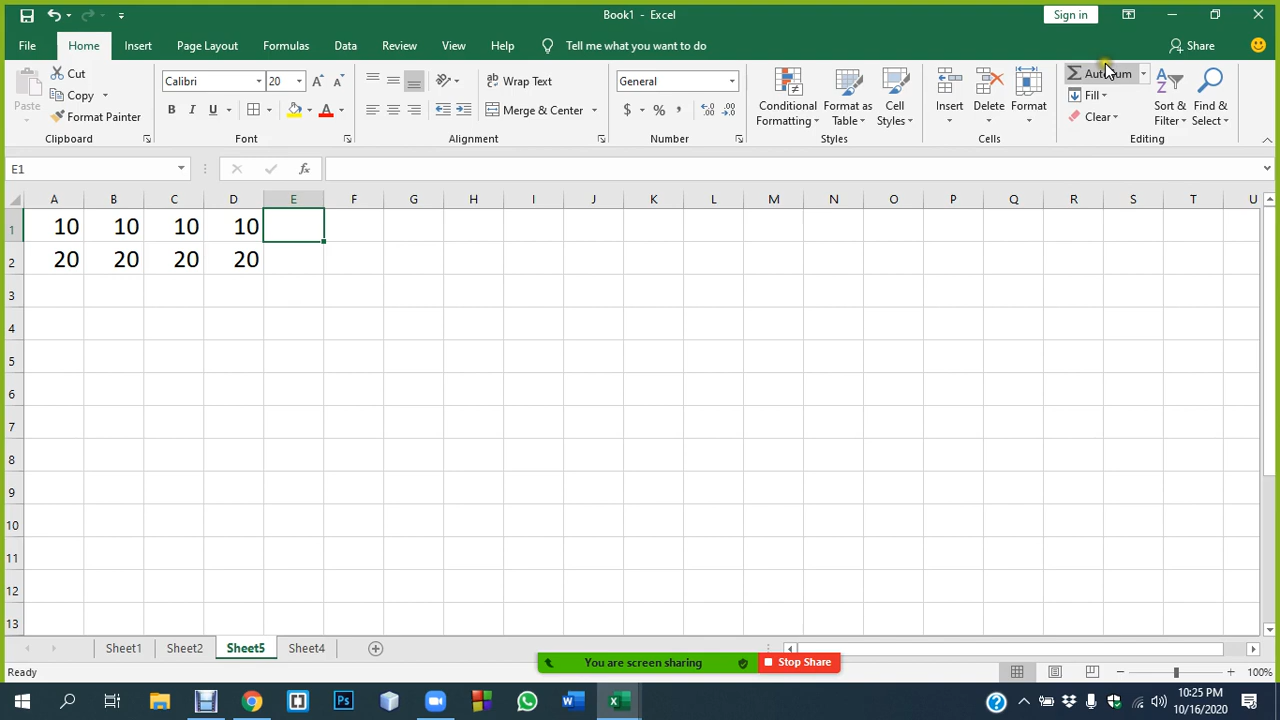 Book1 - Excel
Sign in
File Home Insert Page Layout Formulas Data Review View Help Tell me what you want to do Share
Paste Cut Copy Format Painter
Calibri 20
B I U
Wrap Text
Merge & Center
General
$ % ,
Conditional Formatting
Format as Table
Cell Styles
Insert Delete Format
Fill
Clear
Sort & Filter
Find & Select
Clipboard Font Alignment Number Styles Cells Editing
E1 fx
A B C D E F G H I J K L M N O P Q R S T U
1 10 10 10 10
2 20 20 20 20
3
4
5
6
7
8
9
10
11
12
13
Sheet1 Sheet2 Sheet5 Sheet4
You are screen sharing Stop Share
Ready 100%
10:25 PM
10/16/2020